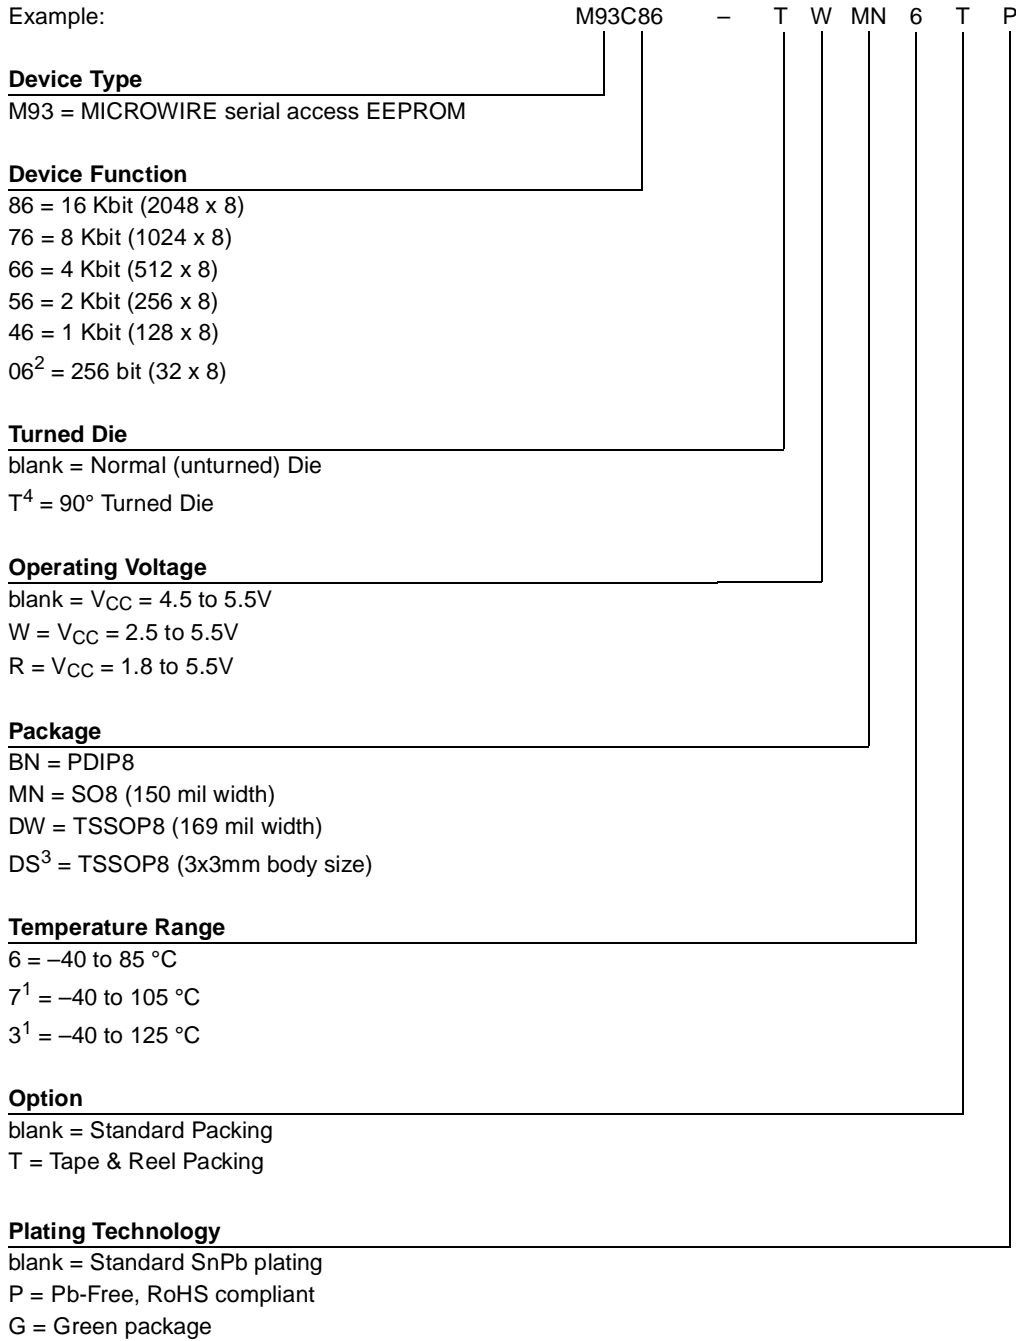 Example: M93C86 – T W MN 6 T P
Device Type
M93 = MICROWIRE serial access EEPROM
Device Function
86 = 16 Kbit (2048 x 8)
76 = 8 Kbit (1024 x 8)
66 = 4 Kbit (512 x 8)
56 = 2 Kbit (256 x 8)
46 = 1 Kbit (128 x 8)
06² = 256 bit (32 x 8)
Turned Die
blank = Normal (unturned) Die
T⁴ = 90° Turned Die
Operating Voltage
blank = VCC = 4.5 to 5.5V
W = VCC = 2.5 to 5.5V
R = VCC = 1.8 to 5.5V
Package
BN = PDIP8
MN = SO8 (150 mil width)
DW = TSSOP8 (169 mil width)
DS³ = TSSOP8 (3x3mm body size)
Temperature Range
6 = –40 to 85 °C
7¹ = –40 to 105 °C
3¹ = –40 to 125 °C
Option
blank = Standard Packing
T = Tape & Reel Packing
Plating Technology
blank = Standard SnPb plating
P = Pb-Free, RoHS compliant
G = Green package